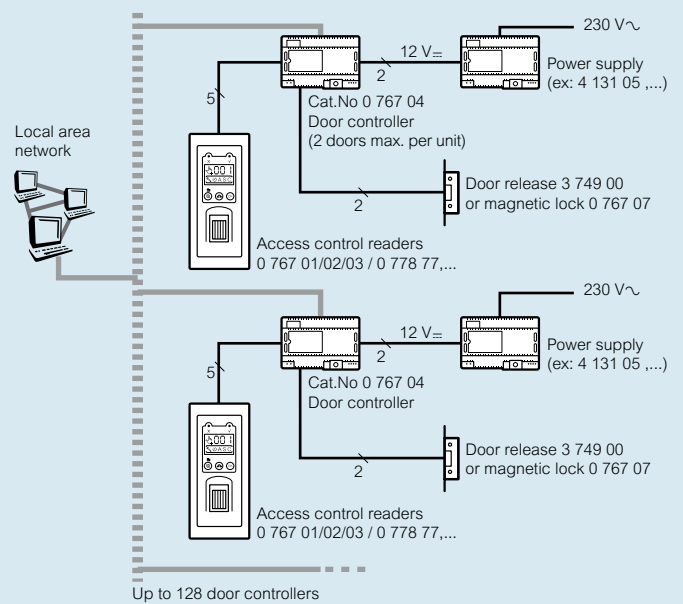 230 V~
12 V⎓
2
Power supply
(ex: 4 131 05 ,...)
5
Cat.No 0 767 04
Door controller
(2 doors max. per unit)
Local area
network
001
ASC
2
Door release 3 749 00
or magnetic lock 0 767 07
Access control readers
0 767 01/02/03 / 0 778 77,...
230 V~
12 V⎓
2
Power supply
(ex: 4 131 05 ,...)
5
Cat.No 0 767 04
Door controller
001
ASC
2
Door release 3 749 00
or magnetic lock 0 767 07
Access control readers
0 767 01/02/03 / 0 778 77,...
Up to 128 door controllers